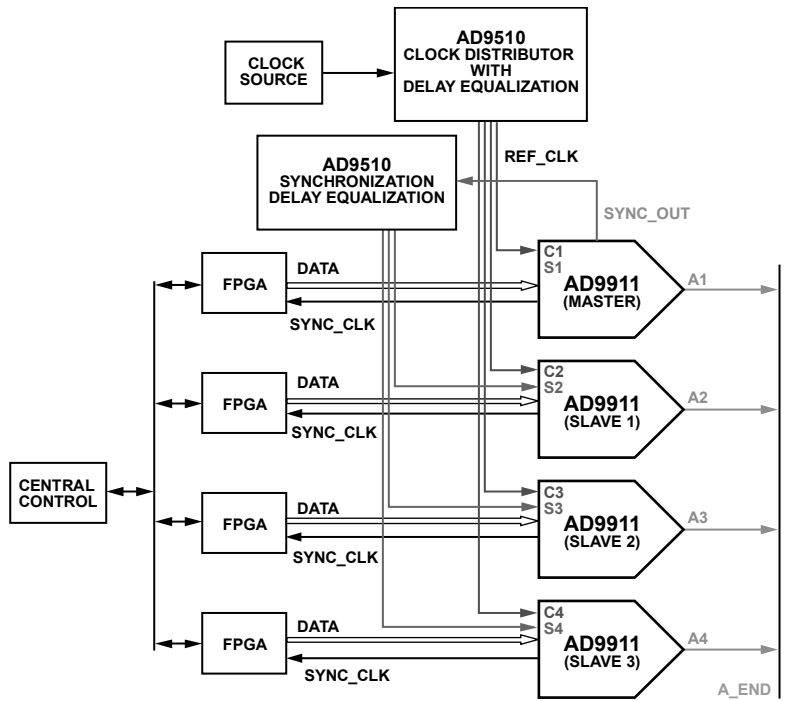 AD9510
CLOCK DISTRIBUTOR
WITH
DELAY EQUALIZATION
CLOCK
SOURCE
AD9510
SYNCHRONIZATION
DELAY EQUALIZATION
REF_CLK
SYNC_OUT
FPGA
DATA
SYNC_CLK
C1
S1
AD9911
(MASTER)
A1
FPGA
DATA
SYNC_CLK
C2
S2
AD9911
(SLAVE 1)
A2
CENTRAL
CONTROL
FPGA
DATA
SYNC_CLK
C3
S3
AD9911
(SLAVE 2)
A3
FPGA
DATA
SYNC_CLK
C4
S4
AD9911
(SLAVE 3)
A4
A_END